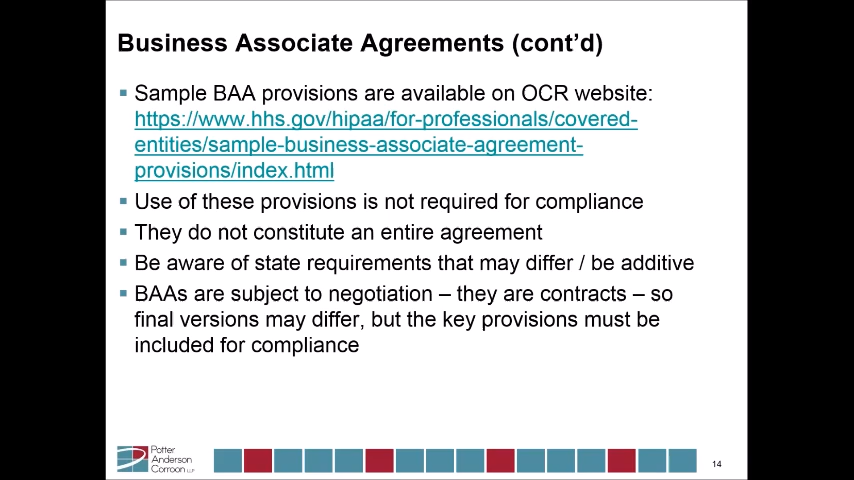 Business Associate Agreements (cont’d)
Sample BAA provisions are available on OCR website:
https://www.hhs.gov/hipaa/for-professionals/covered-
entities/sample-business-associate-agreement-
provisions/index.html
Use of these provisions is not required for compliance
They do not constitute an entire agreement
Be aware of state requirements that may differ / be additive
BAAs are subject to negotiation – they are contracts – so
final versions may differ, but the key provisions must be
included for compliance
Potter
Anderson
Corroon LLP
14